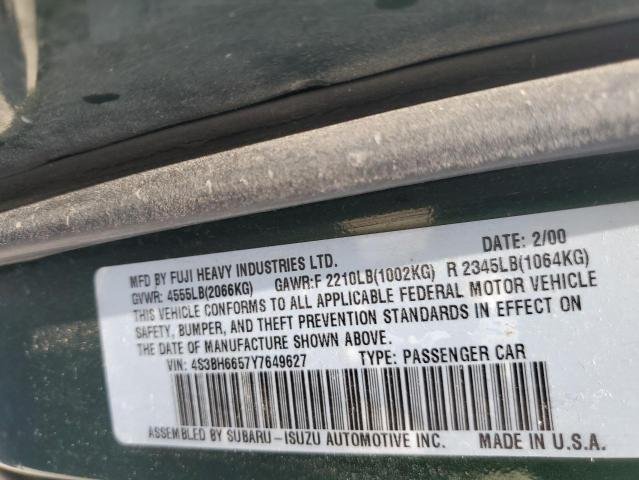 MFD BY FUJI HEAVY INDUSTRIES LTD. DATE: 2/00
GVWR: 4555LB(2066KG) GAWR:F 2210LB(1002KG) R 2345LB(1064KG)
THIS VEHICLE CONFORMS TO ALL APPLICABLE FEDERAL MOTOR VEHICLE
SAFETY, BUMPER, AND THEFT PREVENTION STANDARDS IN EFFECT ON
THE DATE OF MANUFACTURE SHOWN ABOVE.
VIN: 4S3BH6657Y7649627 TYPE: PASSENGER CAR
ASSEMBLED BY SUBARU-ISUZU AUTOMOTIVE INC. MADE IN U.S.A.